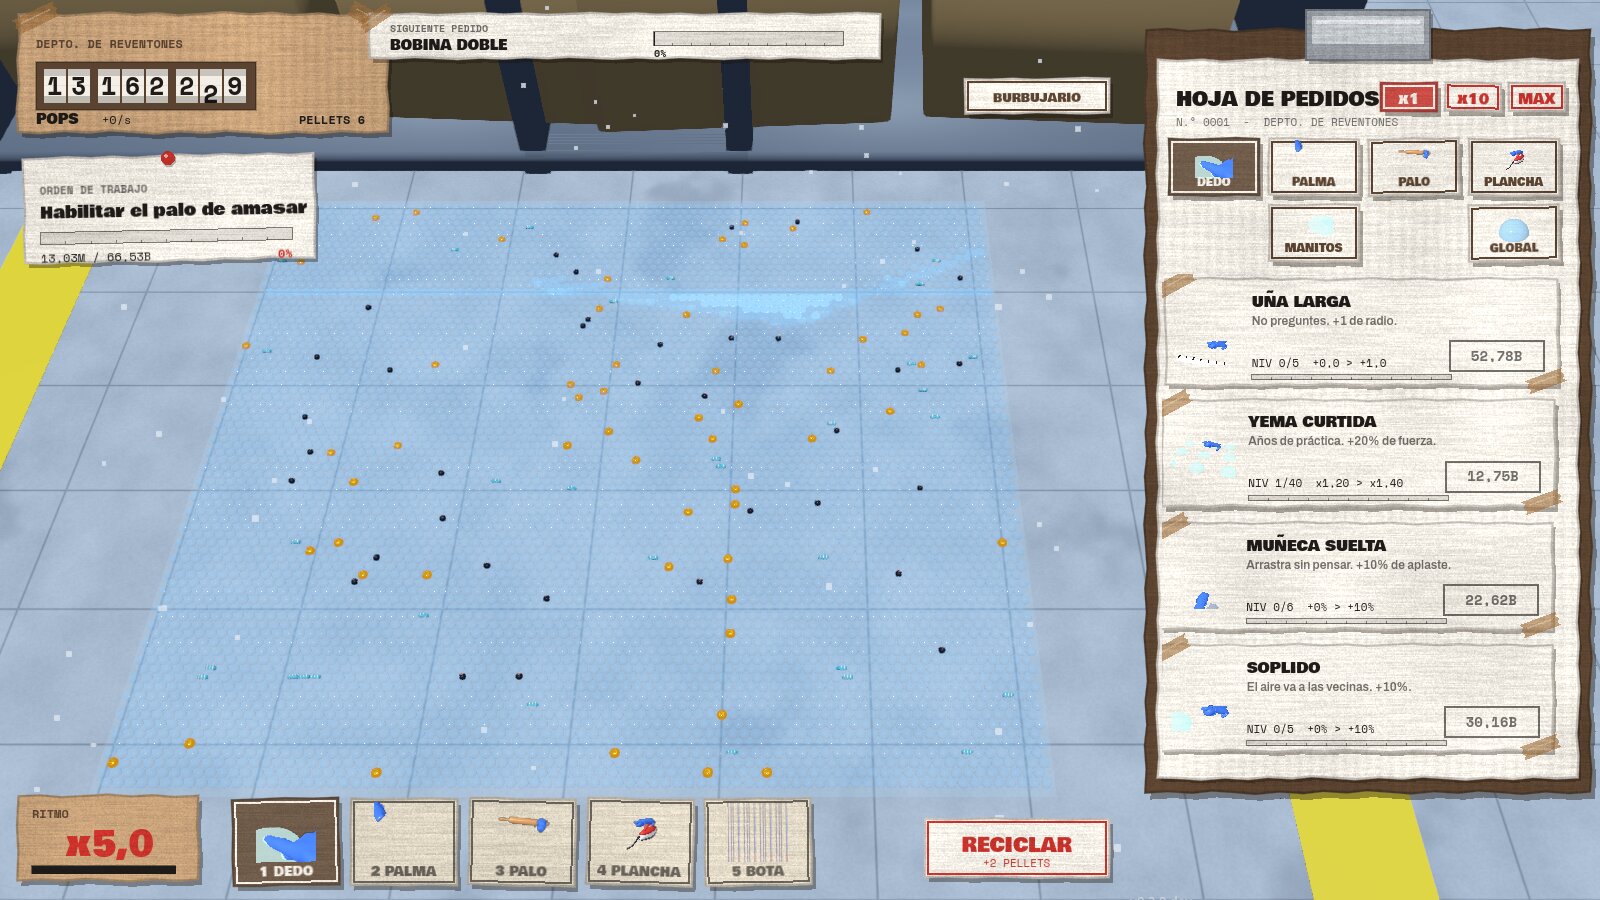 DEPTO. DE REVENTONES
13 162 229
POPS +0/s PELLETS 6
SIGUIENTE PEDIDO
BOBINA DOBLE
0%
BURBUJARIO
ORDEN DE TRABAJO
Habilitar el palo de amasar
13.03M / 66.53B 0%
HOJA DE PEDIDOS x1 x10 MAX
N.° 0001 - DEPTO. DE REVENTONES
DEDO PALMA PALO PLANCHA
MANITOS GLOBAL
UÑA LARGA
No preguntes. +1 de radio.
NIV 0/5 +0,0 > +1,0 52,78B
YEMA CURTIDA
Años de práctica. +20% de fuerza.
NIV 1/40 x1,20 > x1,40 12,75B
MUÑECA SUELTA
Arrastra sin pensar. +10% de aplaste.
NIV 0/6 +0% > +10% 22,62B
SOPLIDO
El aire va a las vecinas. +10%.
NIV 0/5 +0% > +10% 30,16B
RITMO
x5,0
1 DEDO 2 PALMA 3 PALO 4 PLANCHA 5 BOTA
RECICLAR
+2 PELLETS